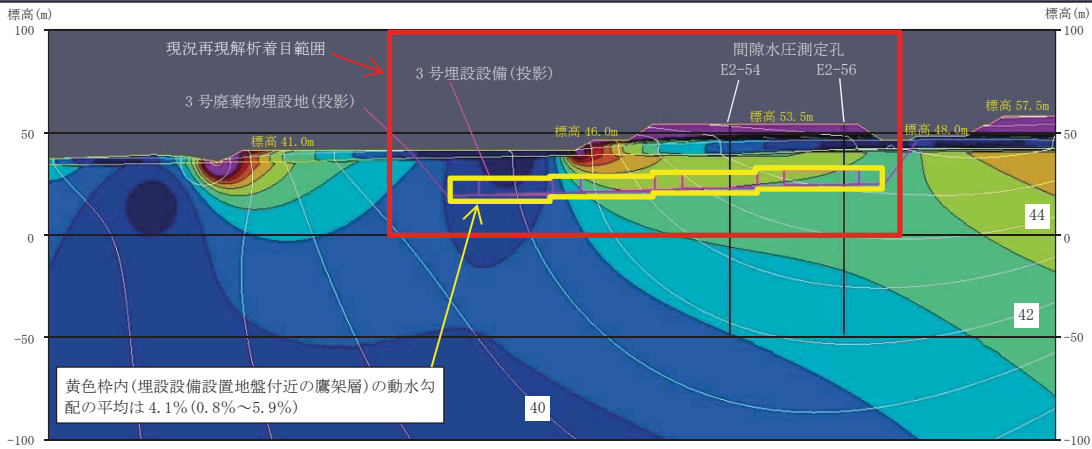 標高(m)
標高(m)
100
100
現況再現解析着目範囲
間隙水圧測定孔
3 号埋設設備(投影)
E2-54
E2-56
3 号廃棄物埋設地(投影)
標高 57.5m
標高 53.5m
50
標高 41.0m
標高 46.0m
標高 48.0m
50
44
0
0
42
-50
-50
黄色枠内(埋設設備設置地盤付近の鷹架層)の動水勾
配の平均は 4.1%(0.8%～5.9%)
40
-100
-100